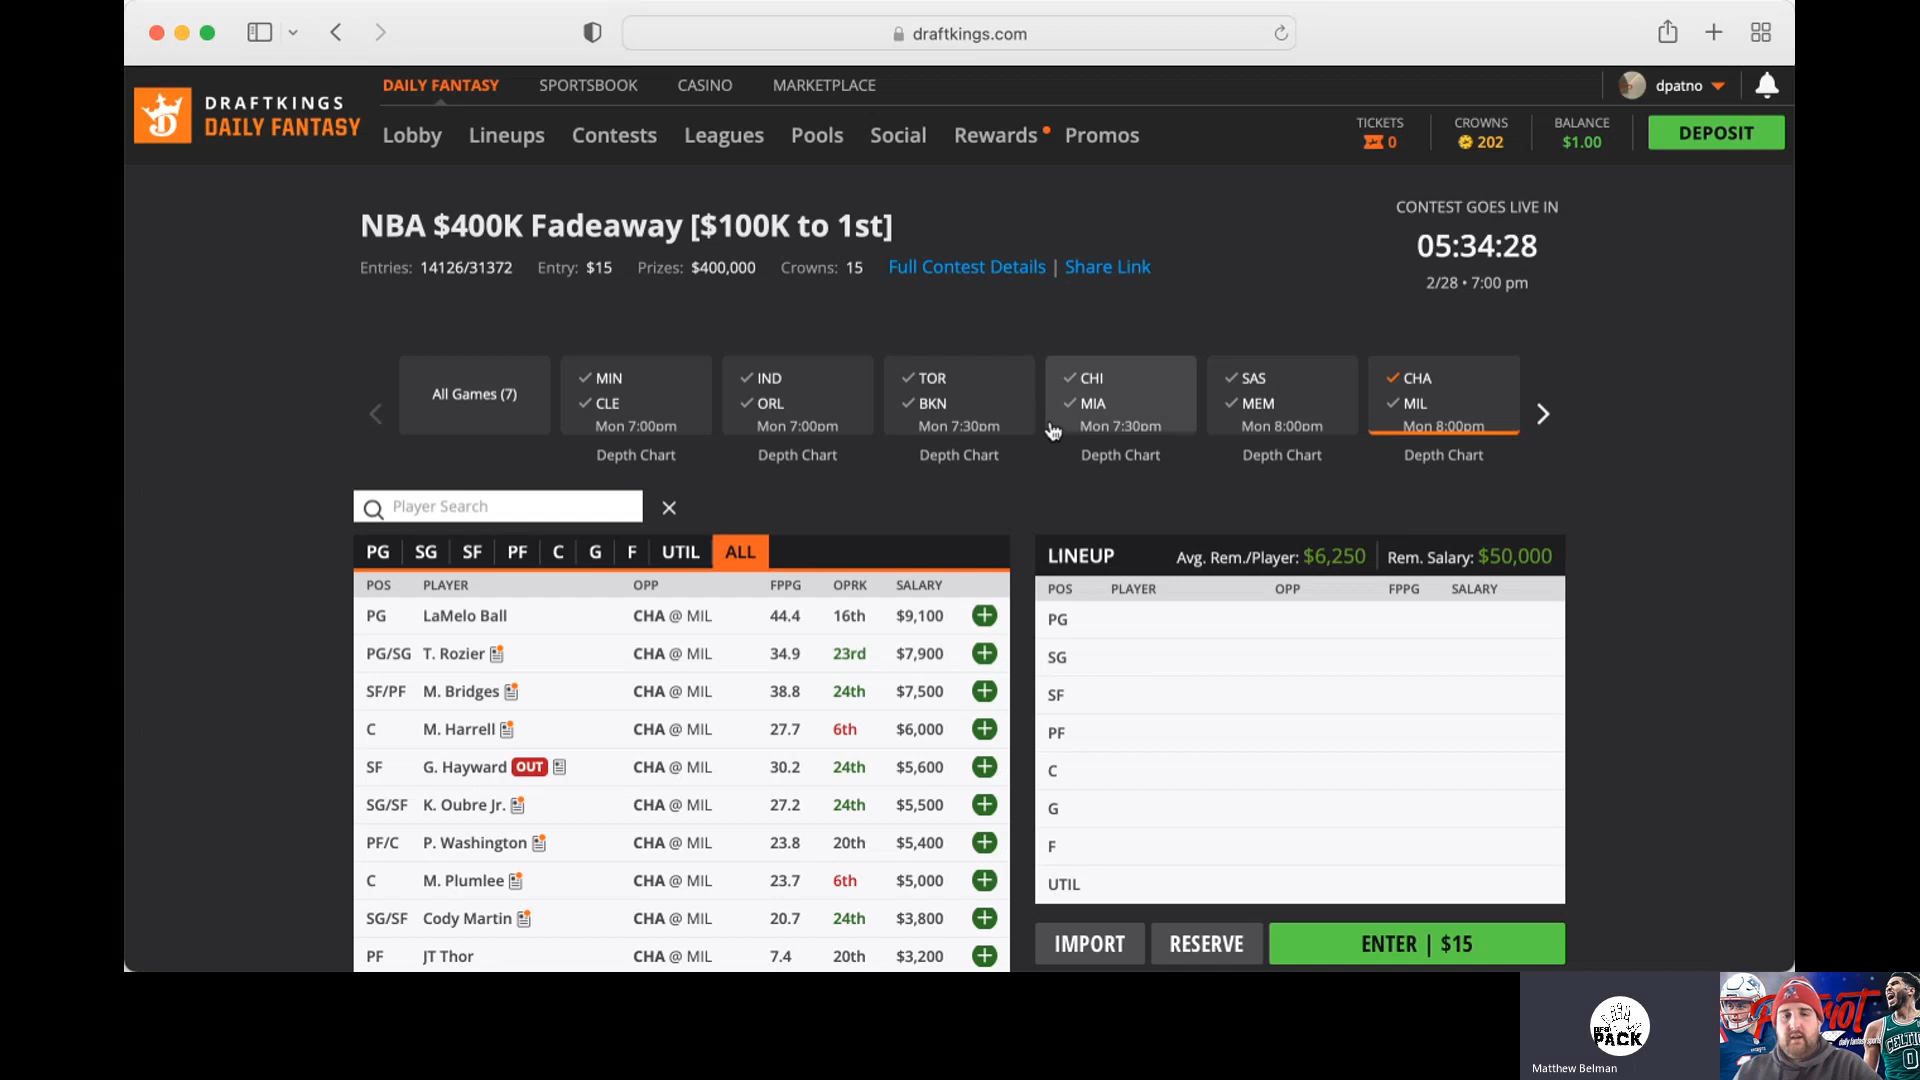 draftkings.com
DRAFTKINGS
DAILY FANTASY
DAILY FANTASY SPORTSBOOK CASINO MARKETPLACE
dpatno
Lobby Lineups Contests Leagues Pools Social Rewards Promos
TICKETS
0
CROWNS
202
BALANCE
$1.00
DEPOSIT
NBA $400K Fadeaway [$100K to 1st]
Entries: 14126/31372 Entry: $15 Prizes: $400,000 Crowns: 15 Full Contest Details | Share Link
CONTEST GOES LIVE IN
05:34:28
2/28 • 7:00 pm
All Games (7)
MIN
CLE
Mon 7:00pm
Depth Chart
IND
ORL
Mon 7:00pm
Depth Chart
TOR
BKN
Mon 7:30pm
Depth Chart
CHI
MIA
Mon 7:30pm
Depth Chart
SAS
MEM
Mon 8:00pm
Depth Chart
CHA
MIL
Mon 8:00pm
Depth Chart
Player Search
PG SG SF PF C G F UTIL ALL
POS PLAYER OPP FPPG OPRK SALARY
PG LaMelo Ball CHA @ MIL 44.4 16th $9,100
PG/SG T. Rozier CHA @ MIL 34.9 23rd $7,900
SF/PF M. Bridges CHA @ MIL 38.8 24th $7,500
C M. Harrell CHA @ MIL 27.7 6th $6,000
SF G. Hayward OUT CHA @ MIL 30.2 24th $5,600
SG/SF K. Oubre Jr. CHA @ MIL 27.2 24th $5,500
PF/C P. Washington CHA @ MIL 23.8 20th $5,400
C M. Plumlee CHA @ MIL 23.7 6th $5,000
SG/SF Cody Martin CHA @ MIL 20.7 24th $3,800
PF JT Thor CHA @ MIL 7.4 20th $3,200
LINEUP Avg. Rem./Player: $6,250 Rem. Salary: $50,000
POS PLAYER OPP FPPG SALARY
PG
SG
SF
PF
C
G
F
UTIL
IMPORT RESERVE ENTER | $15
PACK
Matthew Belman
CELTIC
0